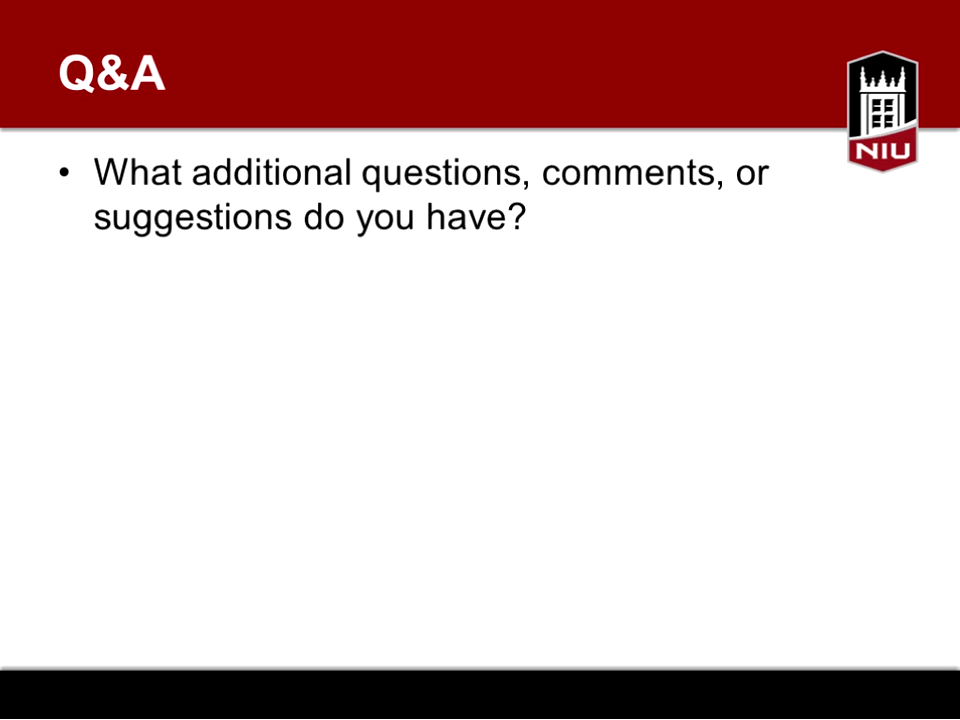 Q&A
NIU
• What additional questions, comments, or
suggestions do you have?